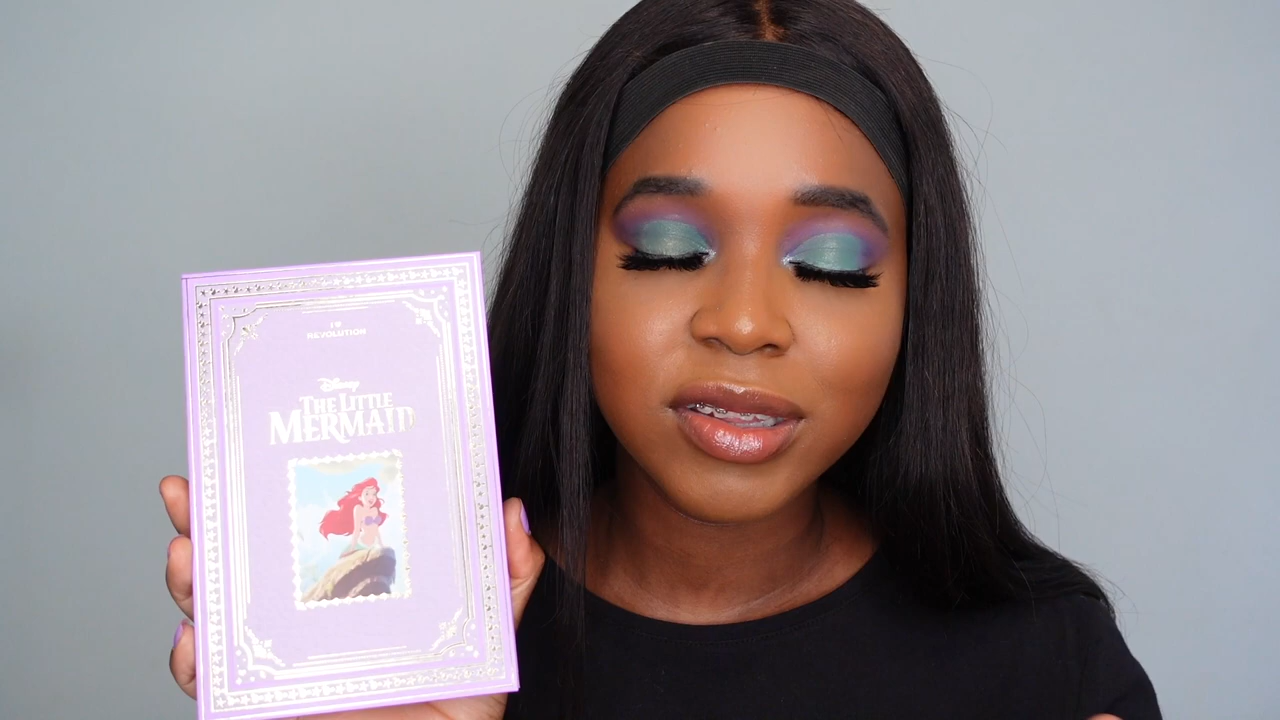 I ♥
REVOLUTION
Disney
THE LITTLE
MERMAID